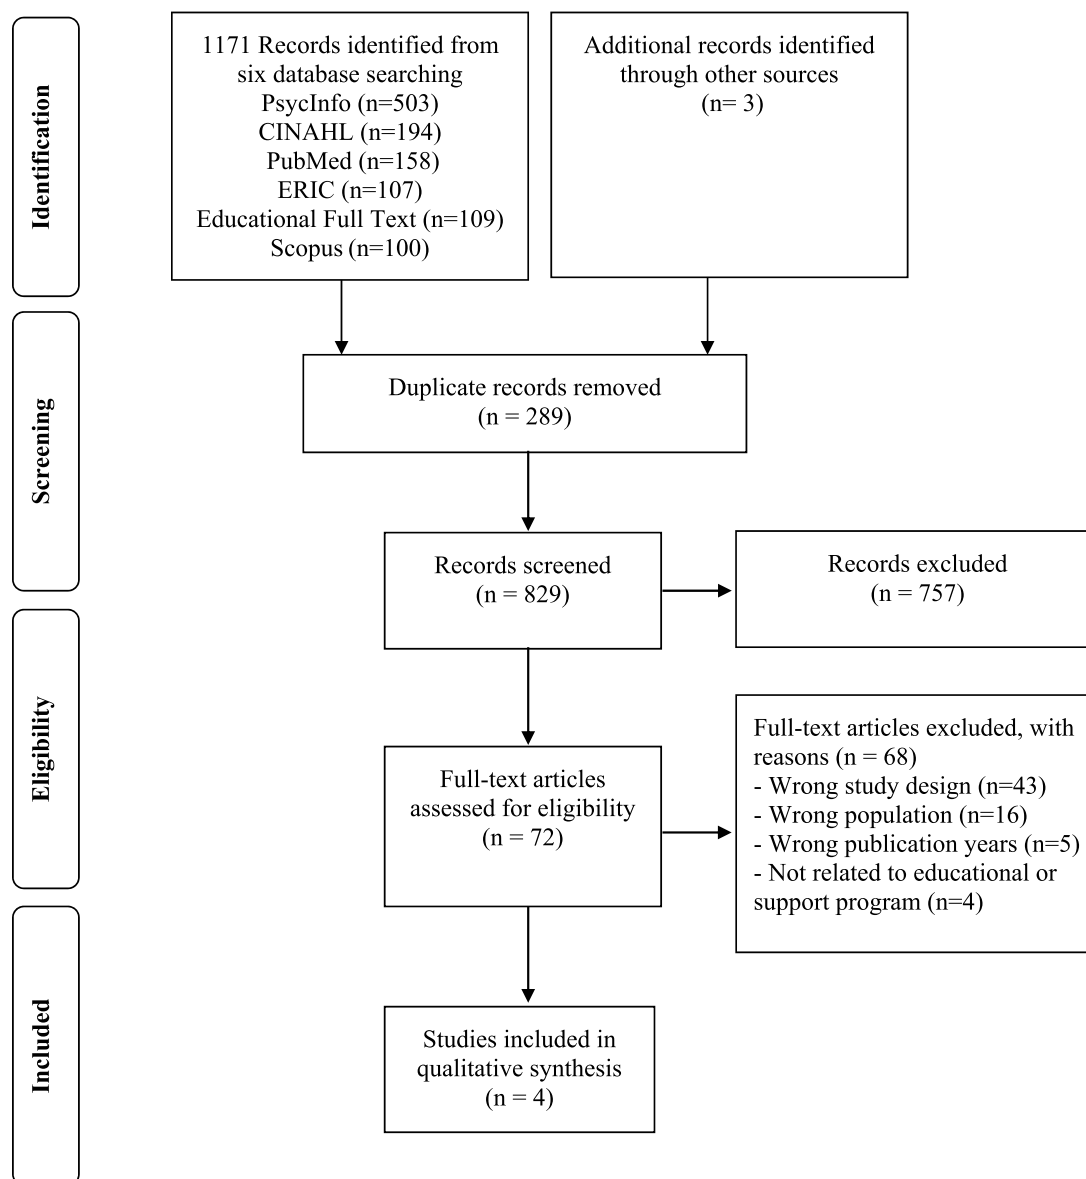 Identification
1171 Records identified from
six database searching
PsycInfo (n=503)
CINAHL (n=194)
PubMed (n=158)
ERIC (n=107)
Educational Full Text (n=109)
Scopus (n=100)
Additional records identified
through other sources
(n= 3)
Screening
Duplicate records removed
(n = 289)
Records screened
(n = 829)
Records excluded
(n = 757)
Eligibility
Full-text articles
assessed for eligibility
(n = 72)
Full-text articles excluded, with
reasons (n = 68)
- Wrong study design (n=43)
- Wrong population (n=16)
- Wrong publication years (n=5)
- Not related to educational or
support program (n=4)
Included
Studies included in
qualitative synthesis
(n = 4)